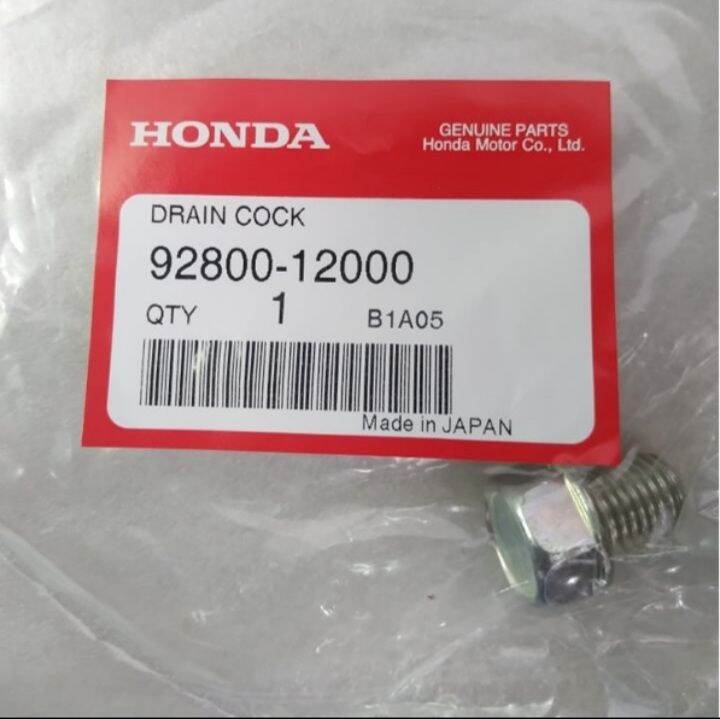 HONDA
GENUINE PARTS
Honda Motor Co., Ltd.
DRAIN COCK
92800-12000
QTY 1 B1A05
Made in JAPAN